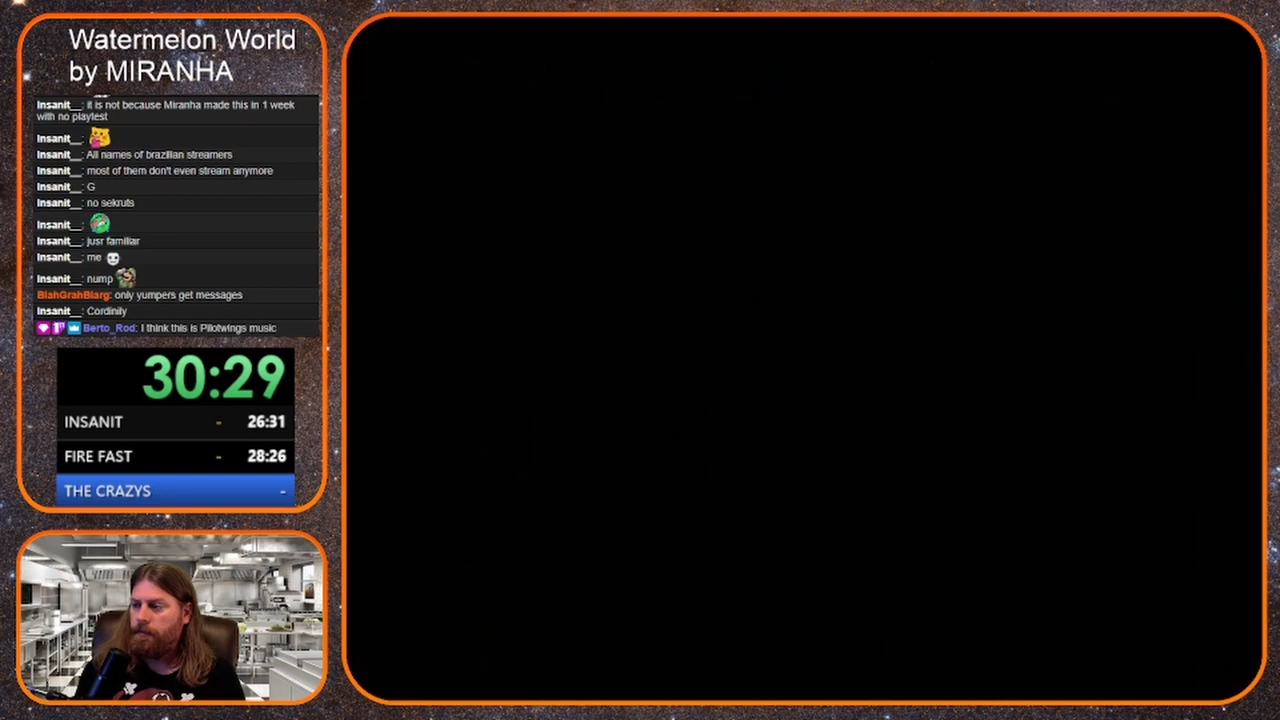 Watermelon World
by MIRANHA
Insanit__: it is not because Miranha made this in 1 week
with no playtest
Insanit__:
Insanit__: All names of brazilian streamers
Insanit__: most of them don't even stream anymore
Insanit__: G
Insanit__: no sekruts
Insanit__:
Insanit__: jusr familiar
Insanit__: me
Insanit__: nump
BlahGrahBlarg: only yumpers get messages
Insanit__: Cordinily
Berto_Rod: I think this is Pilotwings music
30:29
INSANIT - 26:31
FIRE FAST - 28:26
THE CRAZYS -